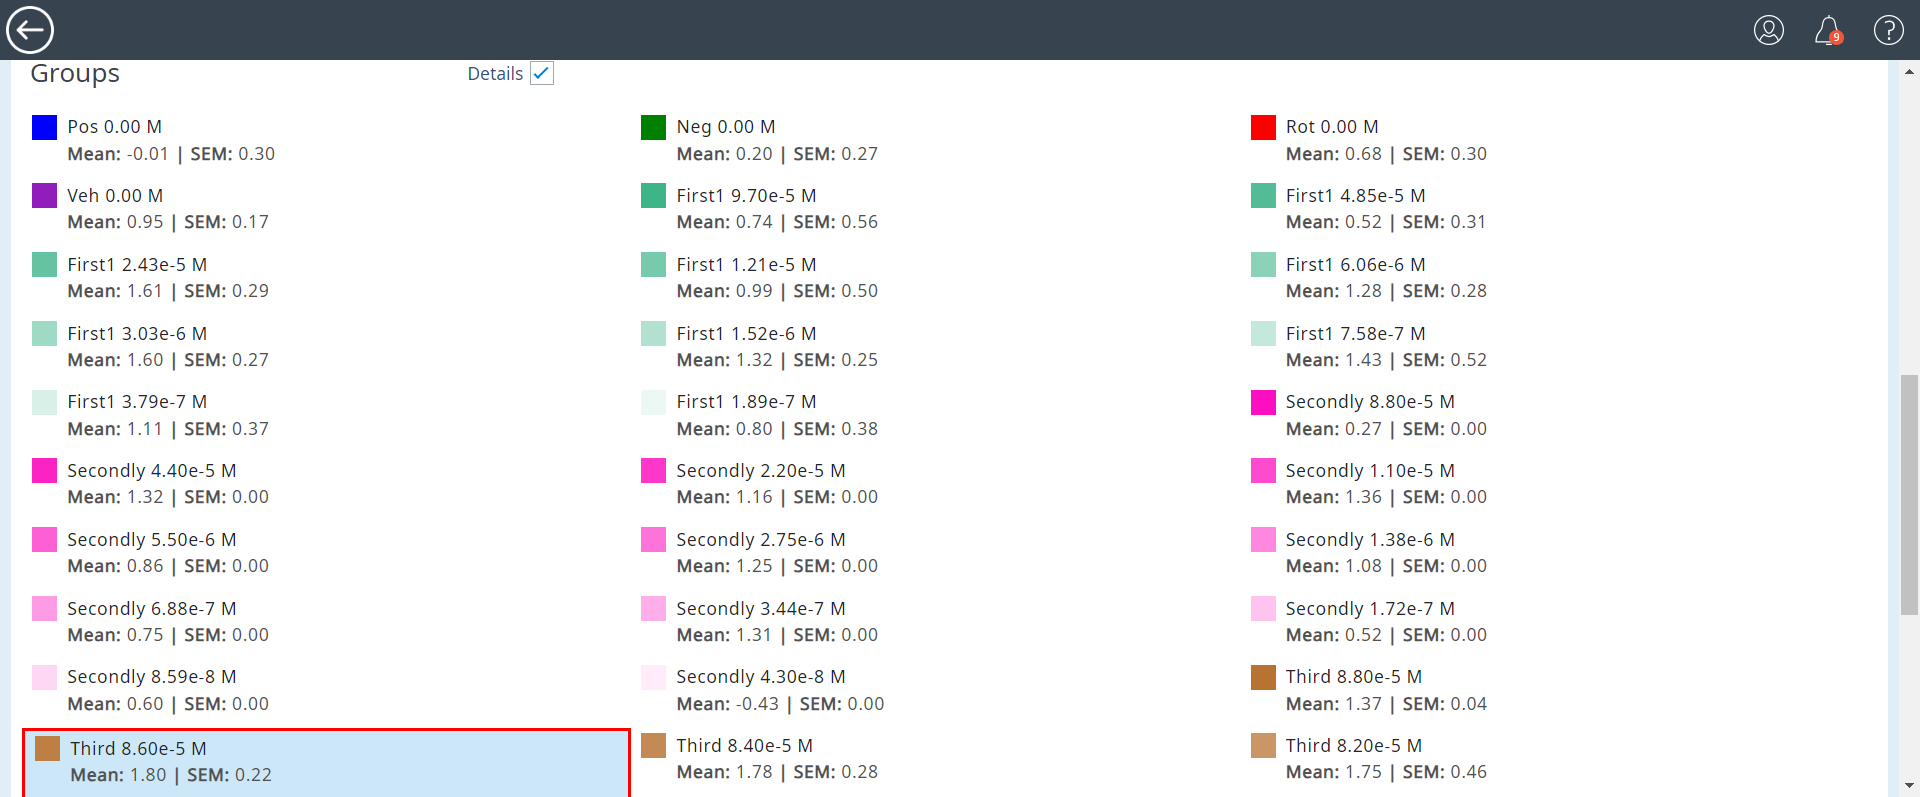 9
?
Groups
Details
Pos 0.00 M
Mean: -0.01 | SEM: 0.30
Neg 0.00 M
Mean: 0.20 | SEM: 0.27
Rot 0.00 M
Mean: 0.68 | SEM: 0.30
Veh 0.00 M
Mean: 0.95 | SEM: 0.17
First1 9.70e-5 M
Mean: 0.74 | SEM: 0.56
First1 4.85e-5 M
Mean: 0.52 | SEM: 0.31
First1 2.43e-5 M
Mean: 1.61 | SEM: 0.29
First1 1.21e-5 M
Mean: 0.99 | SEM: 0.50
First1 6.06e-6 M
Mean: 1.28 | SEM: 0.28
First1 3.03e-6 M
Mean: 1.60 | SEM: 0.27
First1 1.52e-6 M
Mean: 1.32 | SEM: 0.25
First1 7.58e-7 M
Mean: 1.43 | SEM: 0.52
First1 3.79e-7 M
Mean: 1.11 | SEM: 0.37
First1 1.89e-7 M
Mean: 0.80 | SEM: 0.38
Secondly 8.80e-5 M
Mean: 0.27 | SEM: 0.00
Secondly 4.40e-5 M
Mean: 1.32 | SEM: 0.00
Secondly 2.20e-5 M
Mean: 1.16 | SEM: 0.00
Secondly 1.10e-5 M
Mean: 1.36 | SEM: 0.00
Secondly 5.50e-6 M
Mean: 0.86 | SEM: 0.00
Secondly 2.75e-6 M
Mean: 1.25 | SEM: 0.00
Secondly 1.38e-6 M
Mean: 1.08 | SEM: 0.00
Secondly 6.88e-7 M
Mean: 0.75 | SEM: 0.00
Secondly 3.44e-7 M
Mean: 1.31 | SEM: 0.00
Secondly 1.72e-7 M
Mean: 0.52 | SEM: 0.00
Secondly 8.59e-8 M
Mean: 0.60 | SEM: 0.00
Secondly 4.30e-8 M
Mean: -0.43 | SEM: 0.00
Third 8.80e-5 M
Mean: 1.37 | SEM: 0.04
Third 8.60e-5 M
Mean: 1.80 | SEM: 0.22
Third 8.40e-5 M
Mean: 1.78 | SEM: 0.28
Third 8.20e-5 M
Mean: 1.75 | SEM: 0.46